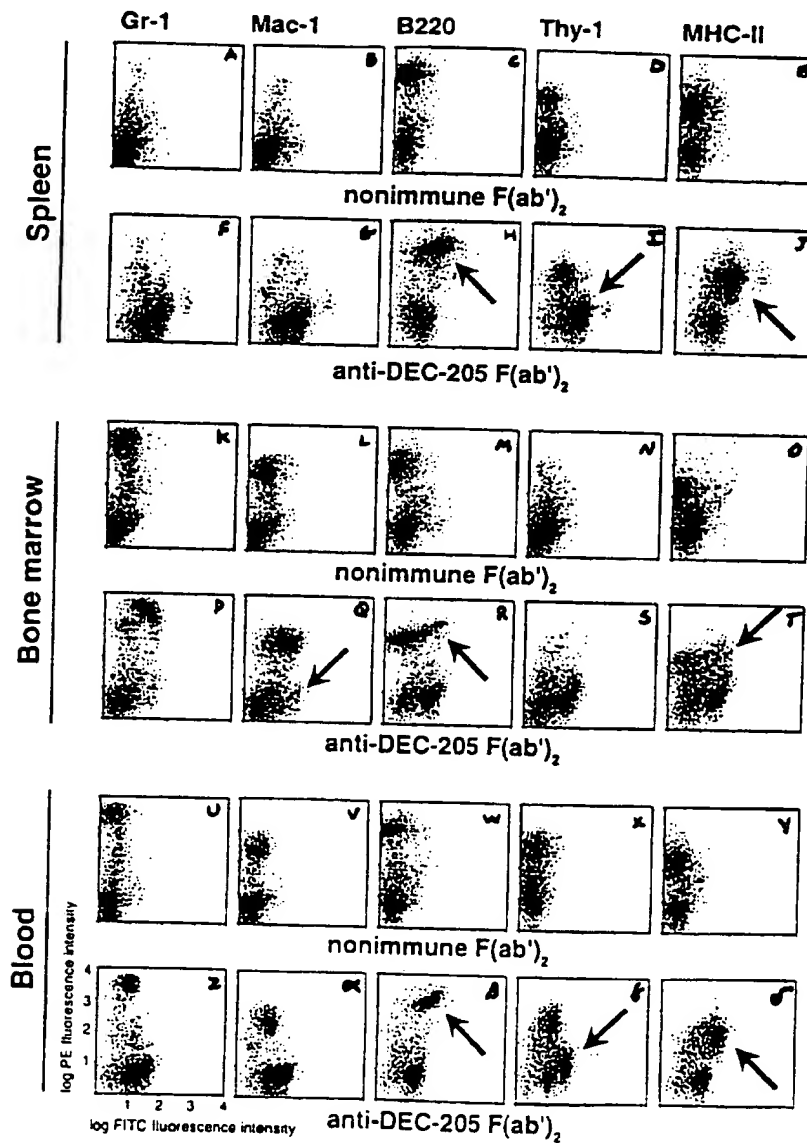 Gr-1 Mac-1 B220 Thy-1 MHC-II
Spleen
A B C D E
nonimmune F(ab')₂
F G H I J
anti-DEC-205 F(ab')₂
Bone marrow
K L M N O
nonimmune F(ab')₂
P Q R S T
anti-DEC-205 F(ab')₂
Blood
U V W X Y
nonimmune F(ab')₂
log PE fluorescence intensity
4
3
2
1
Z α β γ δ
1 2 3 4
log FITC fluorescence intensity
anti-DEC-205 F(ab')₂